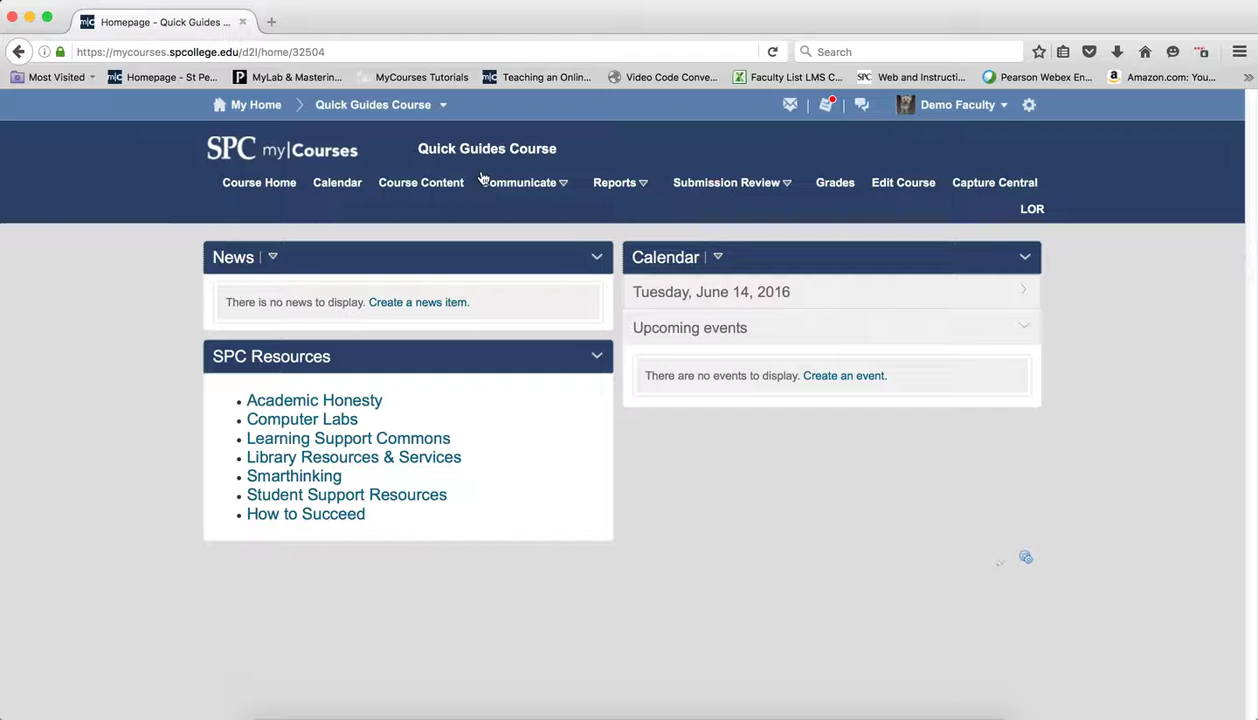 Homepage - Quick Guides ...
https://mycourses.spcollege.edu/d2l/home/32504
Search
Most Visited
Homepage - St Pe...
MyLab & Masterin...
MyCourses Tutorials
Teaching an Onlin...
Video Code Conve...
Faculty List LMS C...
Web and Instructi...
Pearson Webex En...
Amazon.com: You...
My Home
Quick Guides Course
Demo Faculty
SPC my|Courses
Quick Guides Course
Course Home
Calendar
Course Content
Communicate
Reports
Submission Review
Grades
Edit Course
Capture Central
LOR
News
There is no news to display. Create a news item.
SPC Resources
Academic Honesty
Computer Labs
Learning Support Commons
Library Resources & Services
Smarthinking
Student Support Resources
How to Succeed
Calendar
Tuesday, June 14, 2016
Upcoming events
There are no events to display. Create an event.